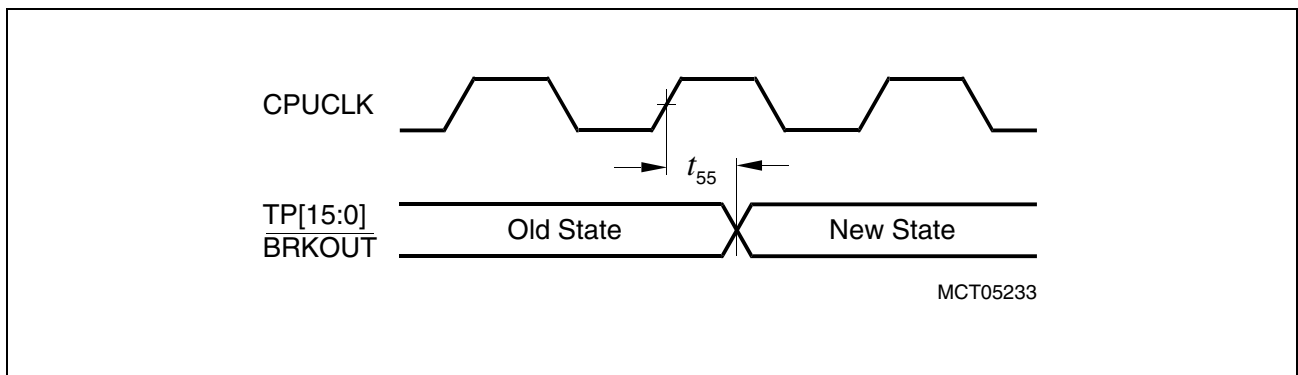 CPUCLK
t55
TP[15:0]
BRKOUT
Old State
New State
MCT05233